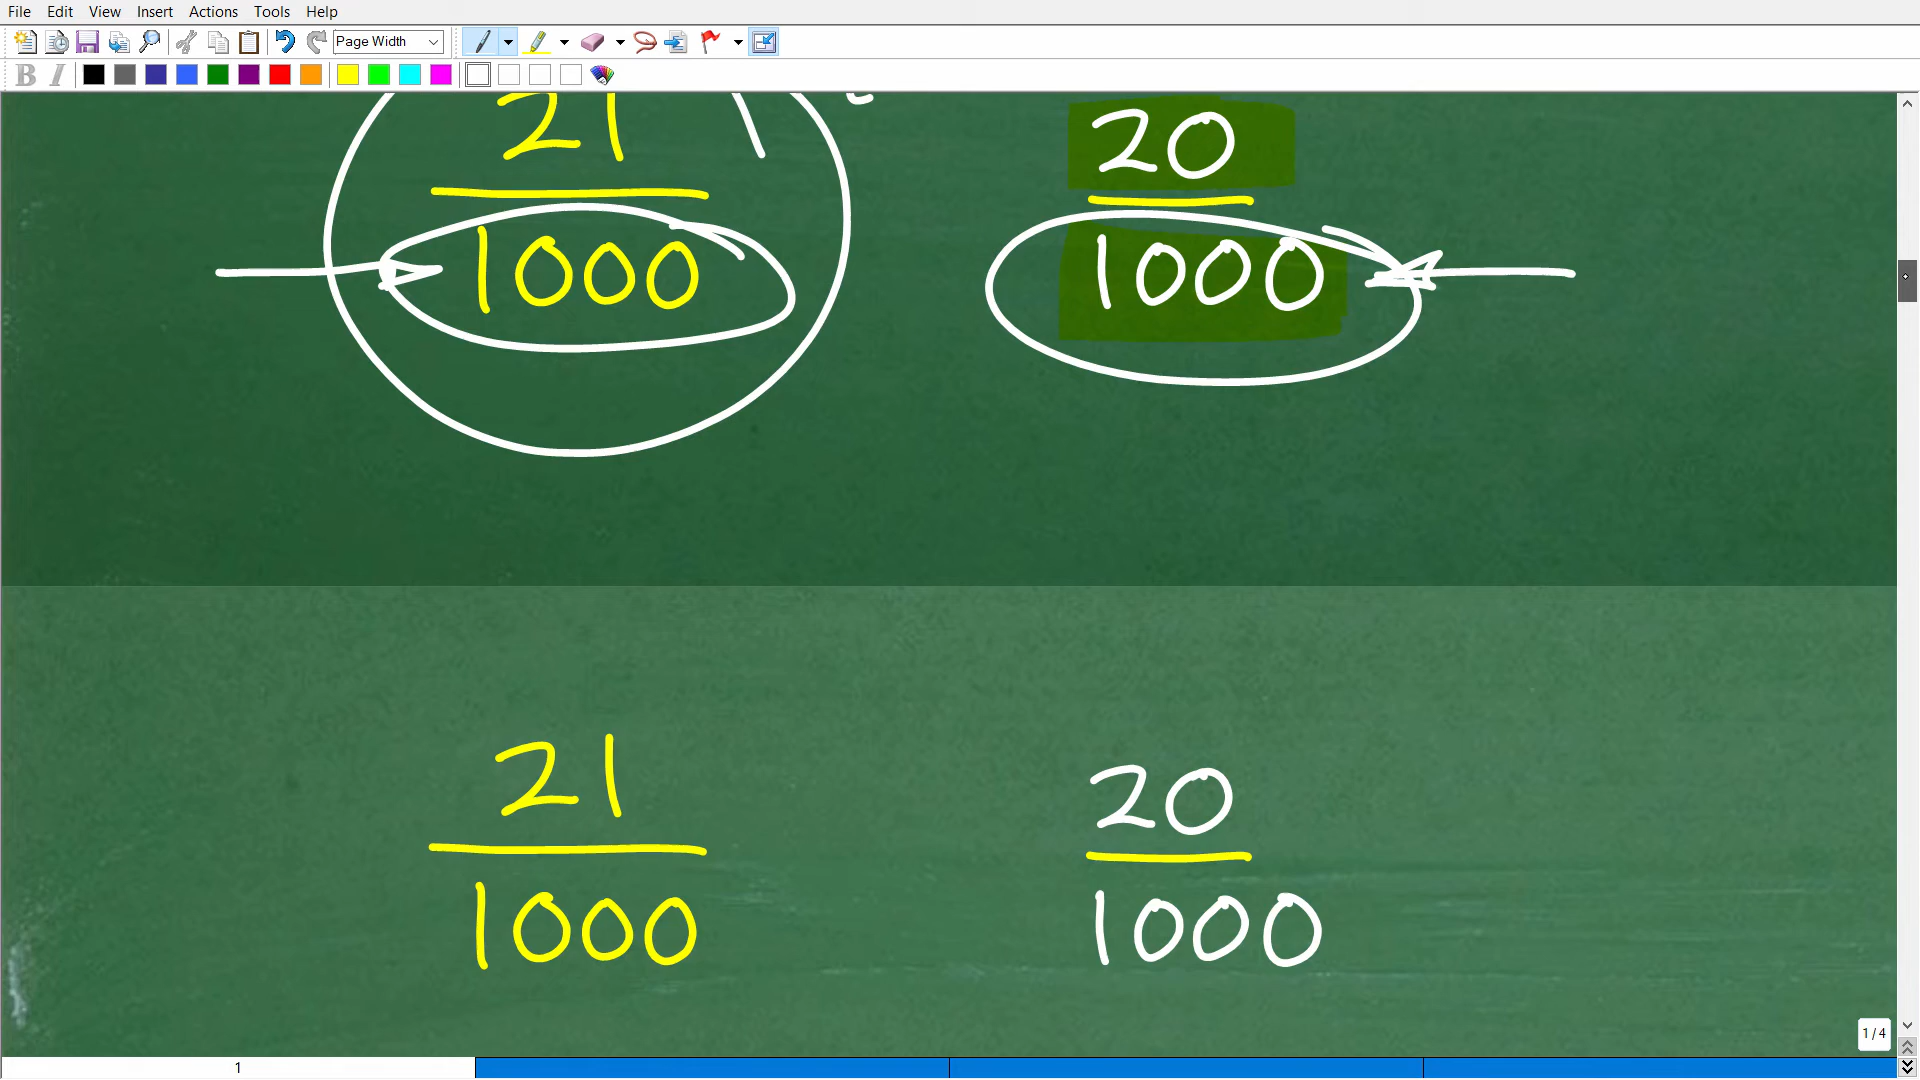 File Edit View Insert Actions Tools Help
Page Width
B I
21 20
1000 1000
21 20
1000 1000
1 / 4
1